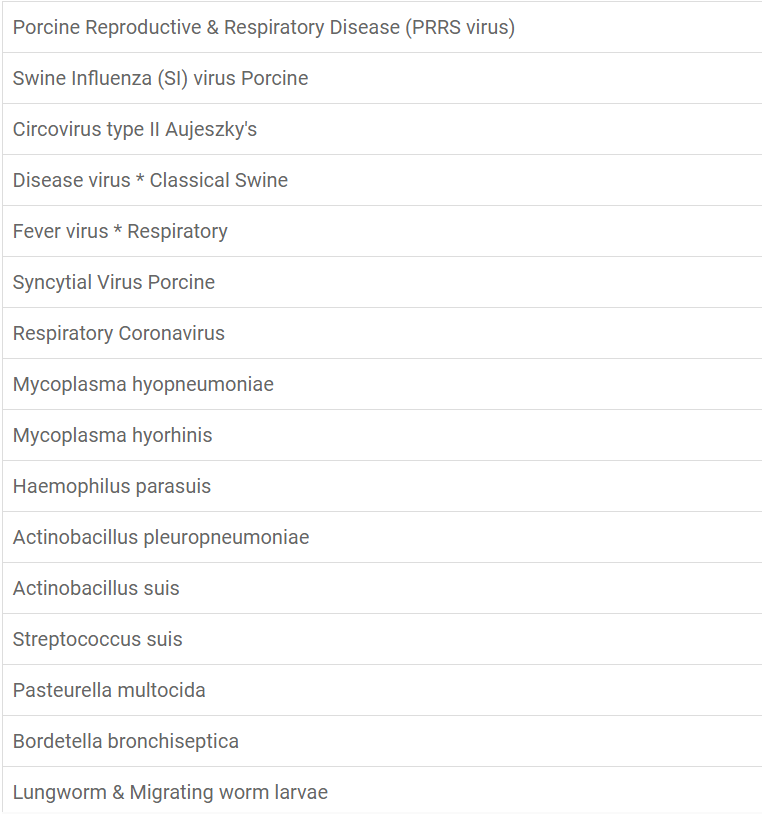 Porcine Reproductive & Respiratory Disease (PRRS virus)
Swine Influenza (SI) virus Porcine
Circovirus type II Aujeszky's
Disease virus * Classical Swine
Fever virus * Respiratory
Syncytial Virus Porcine
Respiratory Coronavirus
Mycoplasma hyopneumoniae
Mycoplasma hyorhinis
Haemophilus parasuis
Actinobacillus pleuropneumoniae
Actinobacillus suis
Streptococcus suis
Pasteurella multocida
Bordetella bronchiseptica
Lungworm & Migrating worm larvae